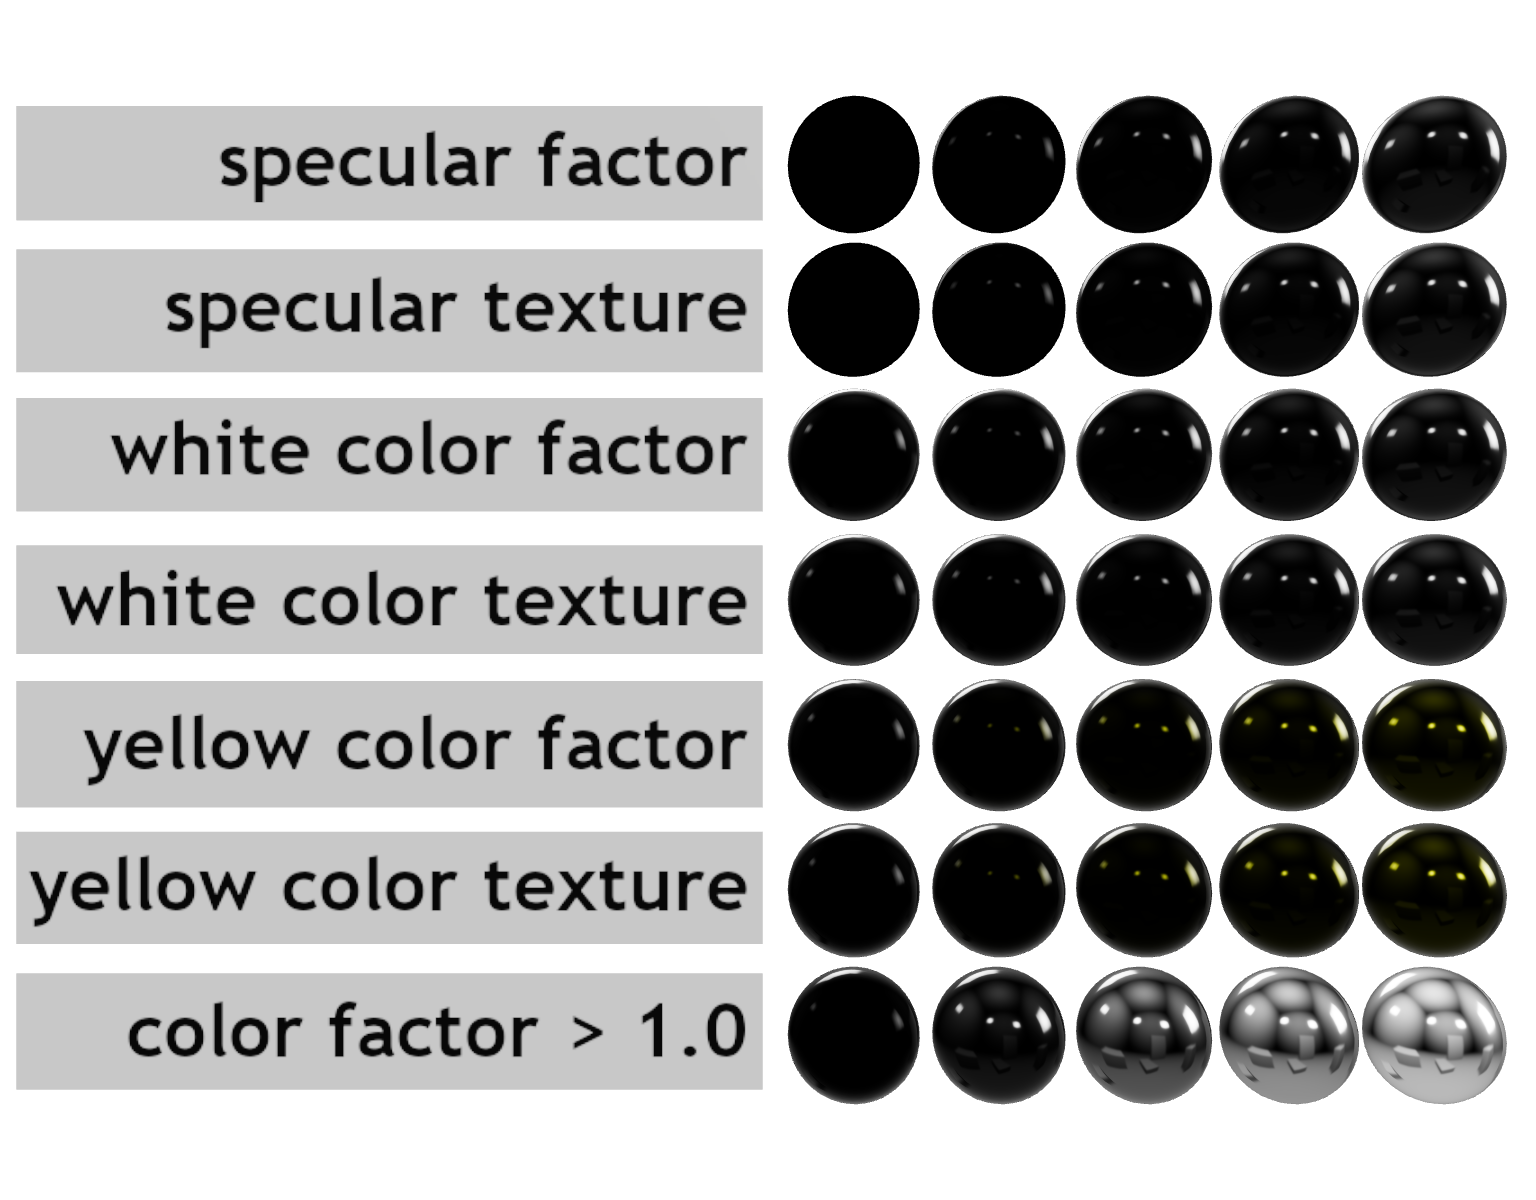 specular factor
specular texture
white color factor
white color texture
yellow color factor
yellow color texture
color factor > 1.0